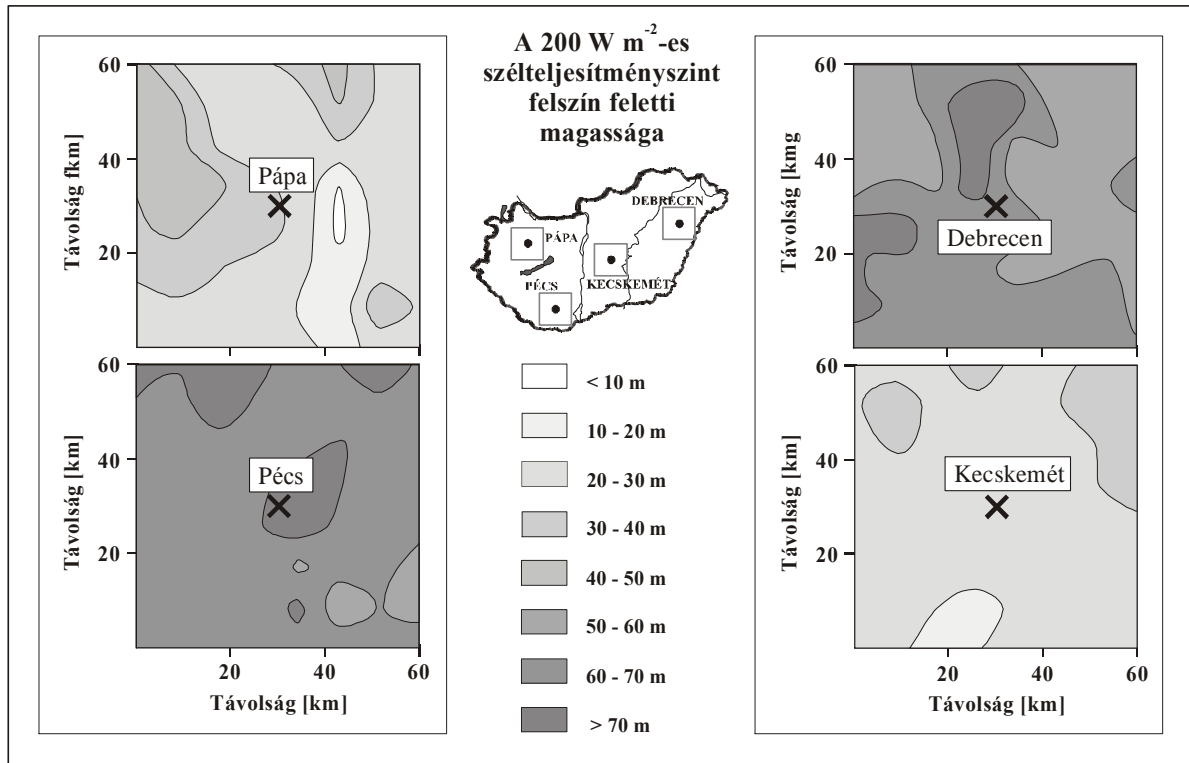 A 200 W m⁻²-es
szélteljesítményszint
felszín feletti
magassága
60
40
20
Távolság fkm]
Pápa
60
40
20
Távolság [km]
Pécs
20
40
60
Távolság [km]
DEBRECEN
PÁPA
KECSKEMÉT
PÉCS
< 10 m
10 - 20 m
20 - 30 m
30 - 40 m
40 - 50 m
50 - 60 m
60 - 70 m
> 70 m
60
40
20
Távolság [kmg
Debrecen
60
40
20
Távolság [km]
Kecskemét
20
40
60
Távolság [km]